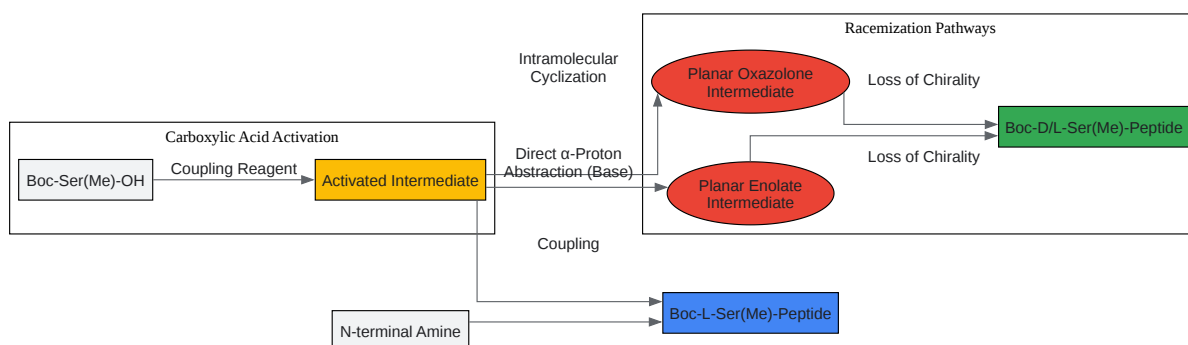 Racemization Pathways
Intramolecular
Cyclization
Planar Oxazolone
Intermediate
Loss of Chirality
Boc-D/L-Ser(Me)-Peptide
Carboxylic Acid Activation
Boc-Ser(Me)-OH
Coupling Reagent
Activated Intermediate
Direct α-Proton
Abstraction (Base)
Planar Enolate
Intermediate
Loss of Chirality
Coupling
Boc-L-Ser(Me)-Peptide
N-terminal Amine